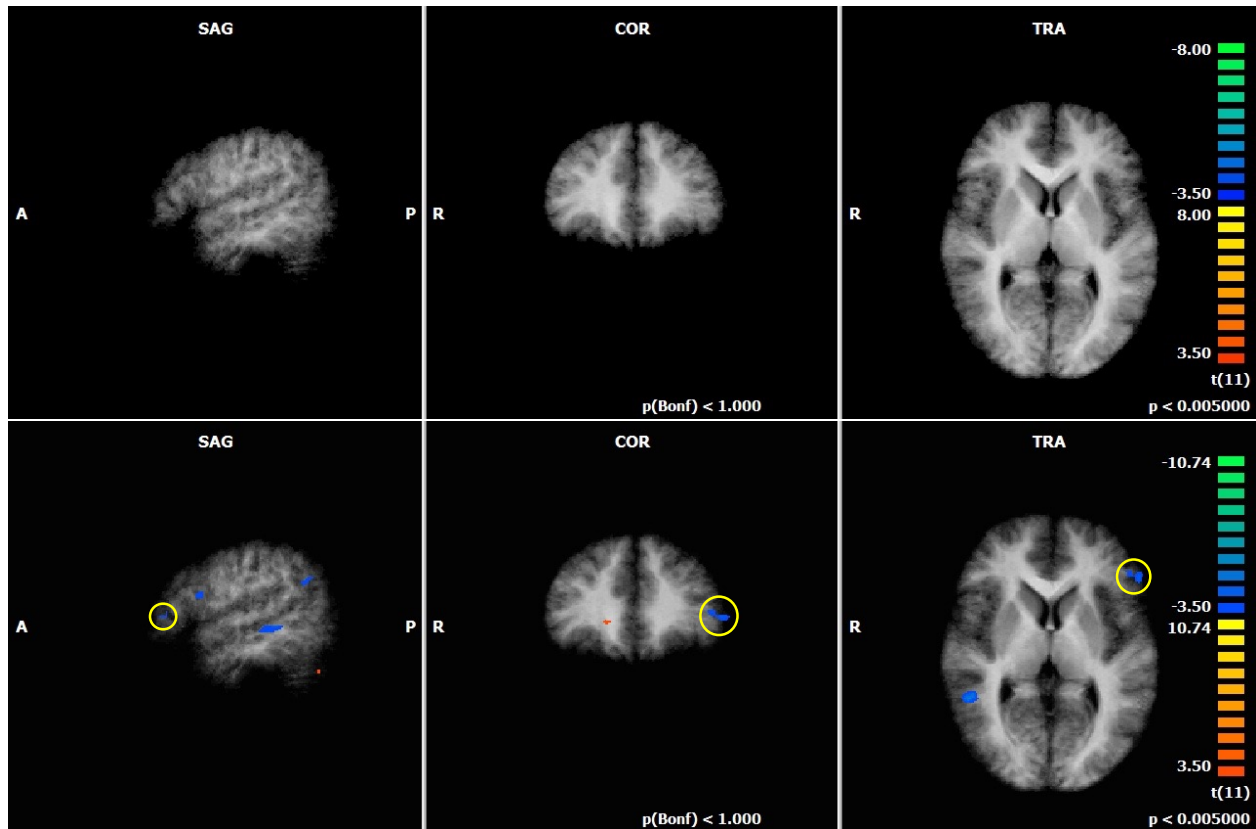 SAG
COR
TRA
-8.00
-3.50
8.00
A
P
R
R
3.50
t(11)
p(Bonf) < 1.000
p < 0.005000
SAG
COR
TRA
-10.74
-3.50
10.74
A
P
R
R
3.50
t(11)
p(Bonf) < 1.000
p < 0.005000